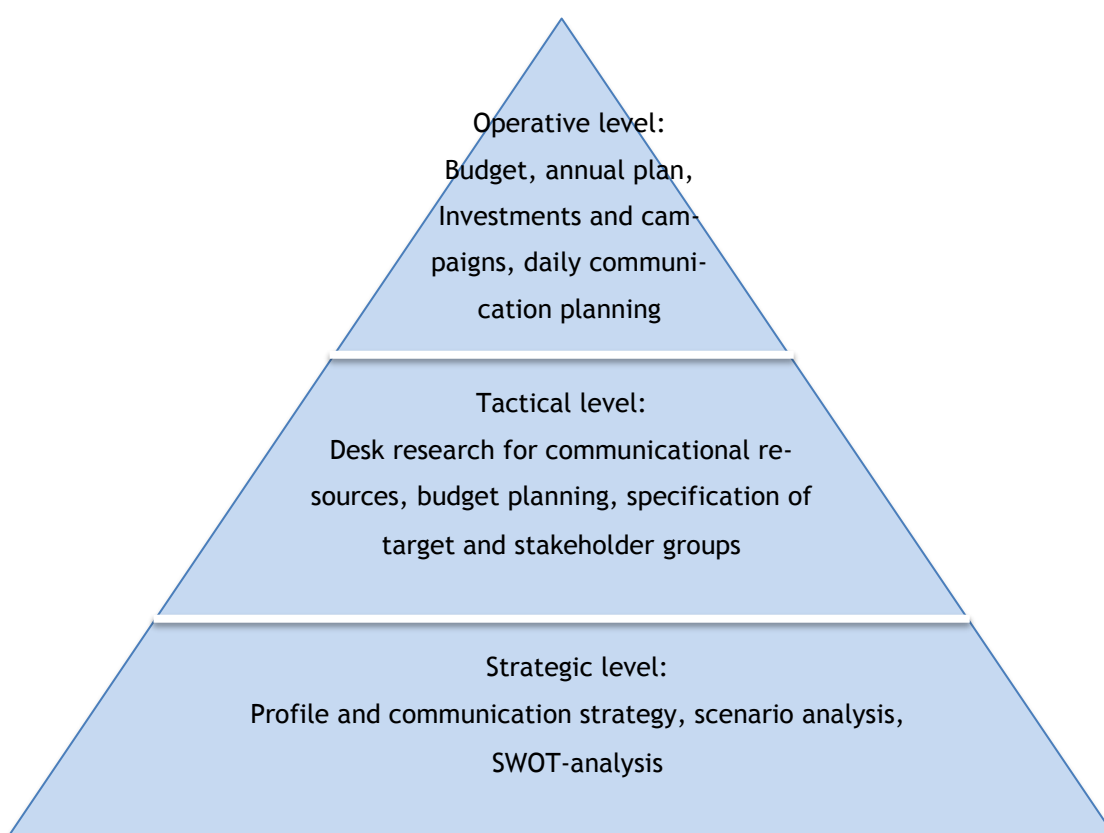 Operative level:
Budget, annual plan,
Investments and cam-
paigns, daily communi-
cation planning
Tactical level:
Desk research for communicational re-
sources, budget planning, specification of
target and stakeholder groups
Strategic level:
Profile and communication strategy, scenario analysis,
SWOT-analysis